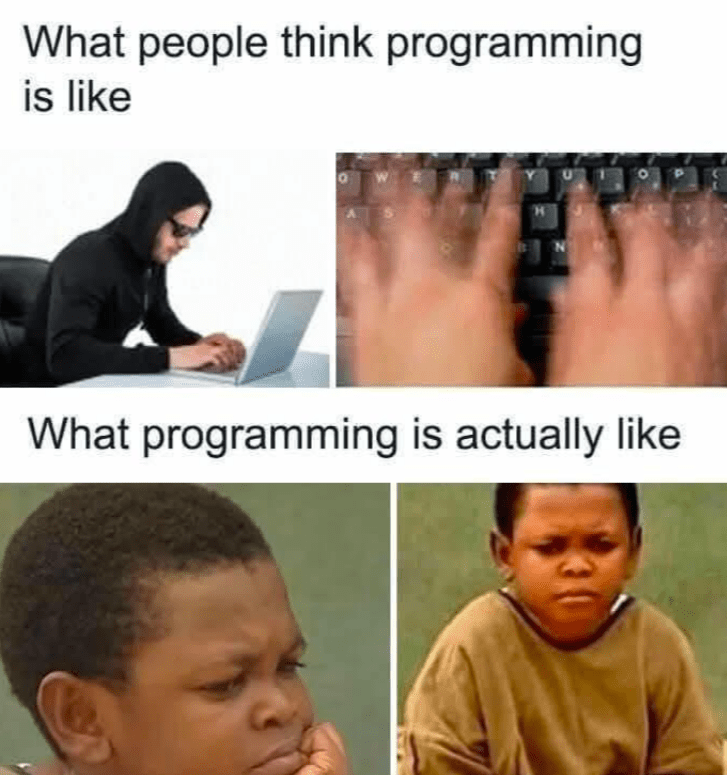 What people think programming
is like
Q W E R T Y U I O P
A S H
N
What programming is actually like